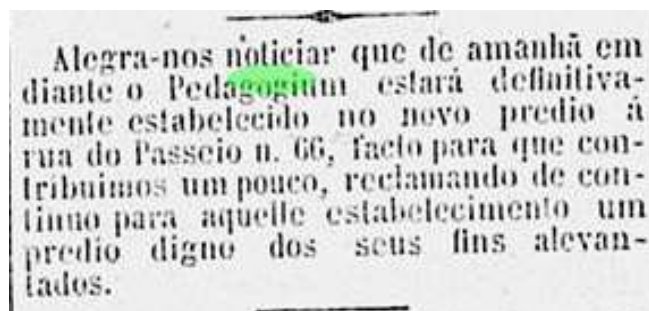 Alegra-nos noticiar que de amanhã em
diante o Pedagogium estará definitiva-
mente estabelecido no novo predio á
rua do Passeio n. 66, facto para que con-
tribuimos um pouco, reclamando de con-
tinuo para aquelle estabelecimento um
predio digno dos seus fins alevan-
tados.